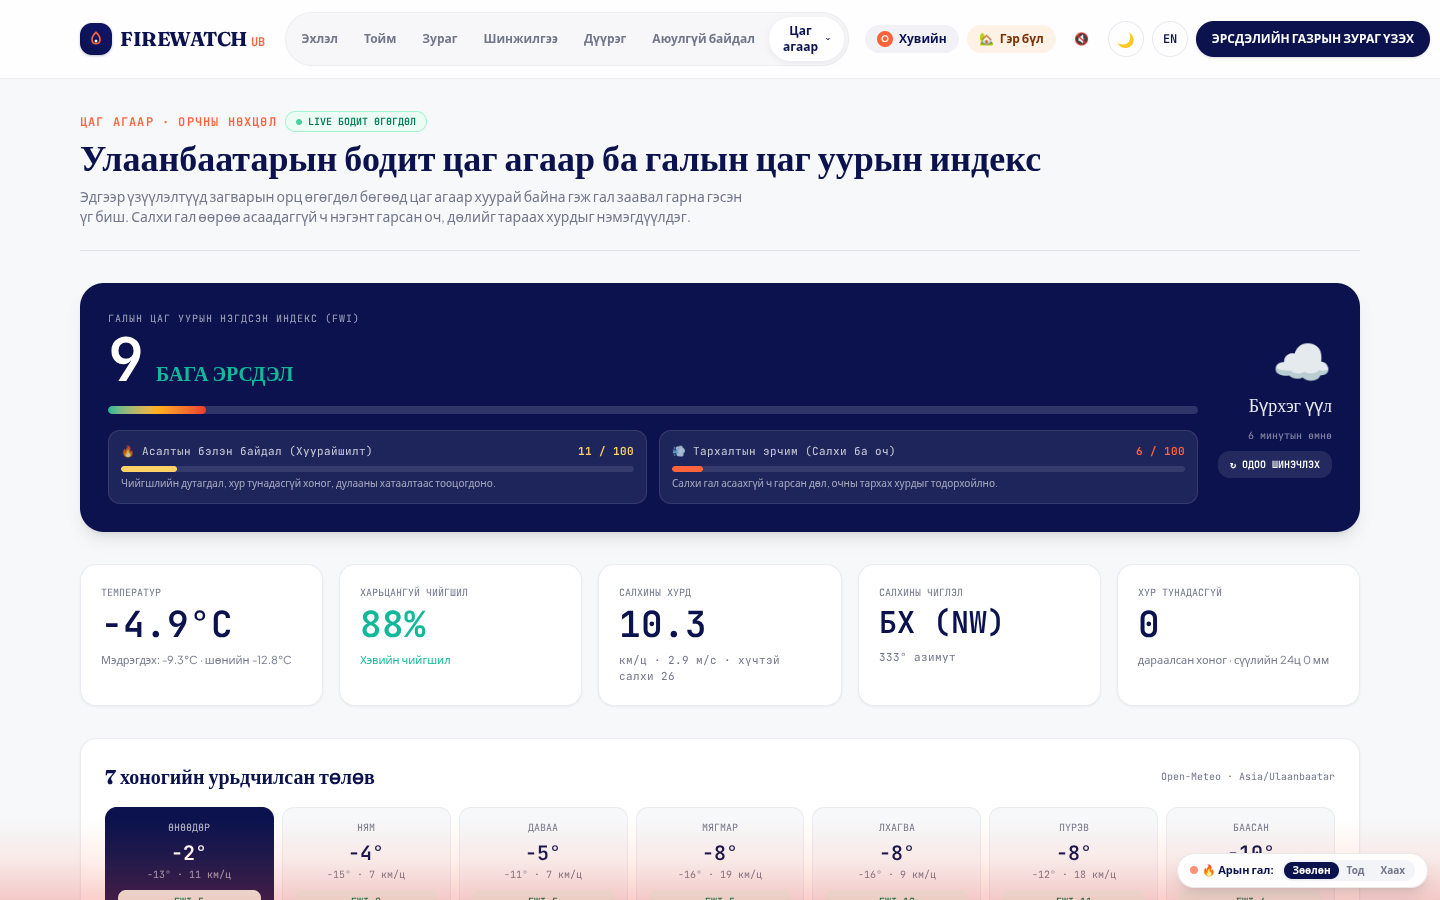 FIREWATCH UB
Эхлэл Тойм Зураг Шинжилгээ Дүүрэг Аюулгүй байдал Цаг агаар
Хувийн Гэр бүл EN ЭРСДЭЛИЙН ГАЗРЫН ЗУРАГ ҮЗЭХ
ЦАГ АГААР · ОРЧНЫ НӨХЦӨЛ LIVE БОДИТ ӨГӨГДӨЛ
Улаанбаатарын бодит цаг агаар ба галын цаг уурын индекс
Эдгээр үзүүлэлтүүд загварын орц өгөгдөл бөгөөд цаг агаар хуурай байна гэж гал заавал гарна гэсэн
үг биш. Салхи гал өөрөө асаадаггүй ч нэгэнт гарсан оч, дөлийг тараах хурдыг нэмэгдүүлдэг.
ГАЛЫН ЦАГ УУРЫН НЭГДСЭН ИНДЕКС (FWI)
9 БАГА ЭРСДЭЛ
Асалтын бэлэн байдал (Хуурайшилт) 11 / 100
Чийгшлийн дутагдал, хур тунадасгүй хоног, дулааны хатаалтаас тооцогдоно.
Тархалтын эрчим (Салхи ба оч) 6 / 100
Салхи гал асаахгүй ч гарсан дөл, очны тархах хурдыг тодорхойлно.
Бүрхэг үүл
6 минутын өмнө
↻ ОДОО ШИНЭЧЛЭХ
ТЕМПЕРАТУР
-4.9°C
Мэдрэгдэх: -9.3°C · шөнийн -12.8°C
ХАРЬЦАНГУЙ ЧИЙГШИЛ
88%
Хэвийн чийгшил
САЛХИНЫ ХУРД
10.3
км/ц · 2.9 м/с · хүчтэй
салхи 26
САЛХИНЫ ЧИГЛЭЛ
БХ (NW)
333° азимут
ХУР ТУНАДАСГҮЙ
0
дараалсан хоног · сүүлийн 24ц 0 мм
7 хоногийн урьдчилсан төлөв
Open-Meteo · Asia/Ulaanbaatar
ӨНӨӨДӨР НЯМ ДАВАА МЯГМАР ЛХАГВА ПҮРЭВ БААСАН
-2° -4° -5° -8° -8° -8° -10°
-13° · 11 км/ц -15° · 7 км/ц -11° · 7 км/ц -16° · 19 км/ц -16° · 9 км/ц -12° · 18 км/ц
Арын гал: Зөөлөн Тод Хаах